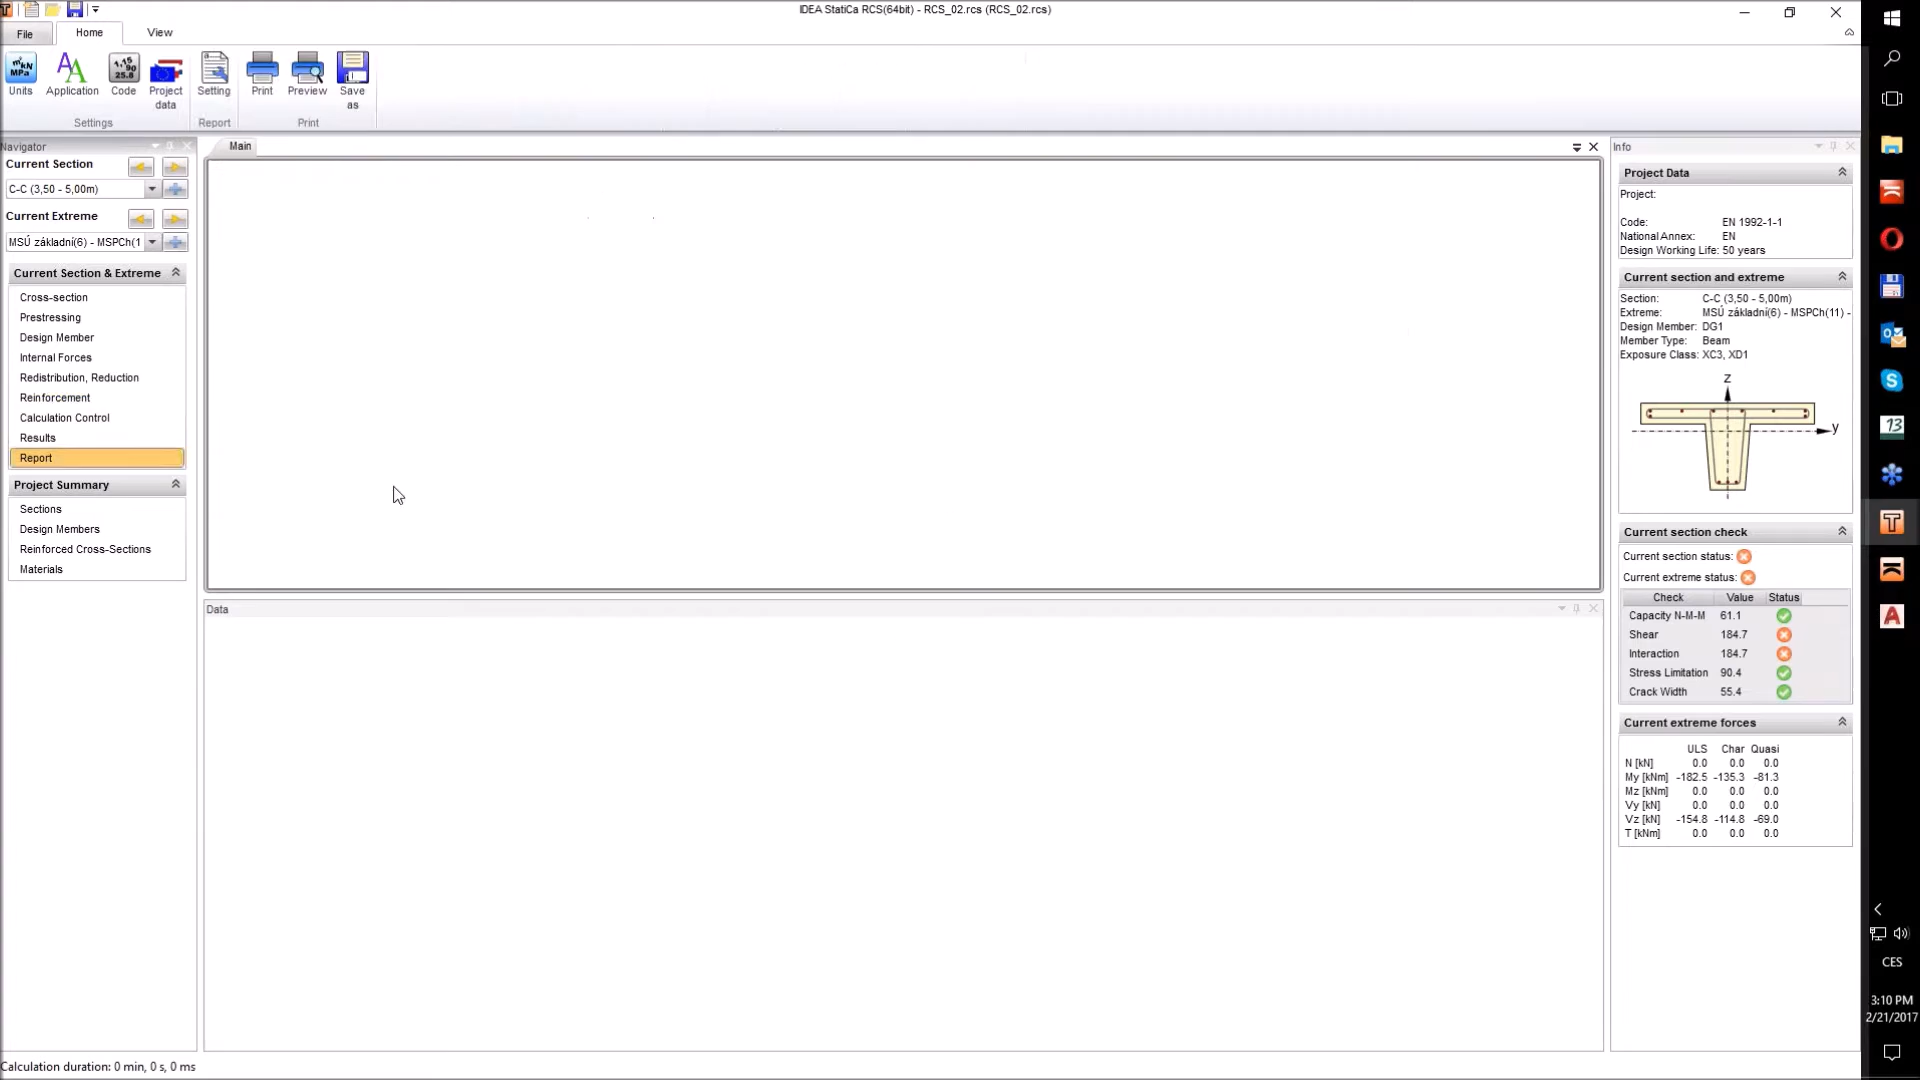 IDEA StatiCa RCS(64bit) - RCS_02.rcs (RCS_02.rcs)
File
Home
View
m kN MPa
1,15 90 25.8
Units
Application
Code
Project data
Setting
Print
Preview
Save as
Settings
Report
Print
Navigator
Current Section
C-C (3,50 - 5,00m)
Current Extreme
MSÚ základní(6) - MSPCh(1
Current Section & Extreme
Cross-section
Prestressing
Design Member
Internal Forces
Redistribution, Reduction
Reinforcement
Calculation Control
Results
Report
Project Summary
Sections
Design Members
Reinforced Cross-Sections
Materials
Main
Data
Info
Project Data
Project:
Code: EN 1992-1-1
National Annex: EN
Design Working Life: 50 years
Current section and extreme
Section: C-C (3,50 - 5,00m)
Extreme: MSÚ základní(6) - MSPCh(11) -
Design Member: DG1
Member Type: Beam
Exposure Class: XC3, XD1
z
y
Current section check
Current section status:
Current extreme status:
Check Value Status
Capacity N-M-M 61.1
Shear 184.7
Interaction 184.7
Stress Limitation 90.4
Crack Width 55.4
Current extreme forces
ULS Char Quasi
N [kN] 0.0 0.0 0.0
My [kNm] -182.5 -135.3 -81.3
Mz [kNm] 0.0 0.0 0.0
Vy [kN] 0.0 0.0 0.0
Vz [kN] -154.8 -114.8 -69.0
T [kNm] 0.0 0.0 0.0
Calculation duration: 0 min, 0 s, 0 ms
13
CES
3:10 PM
2/21/2017